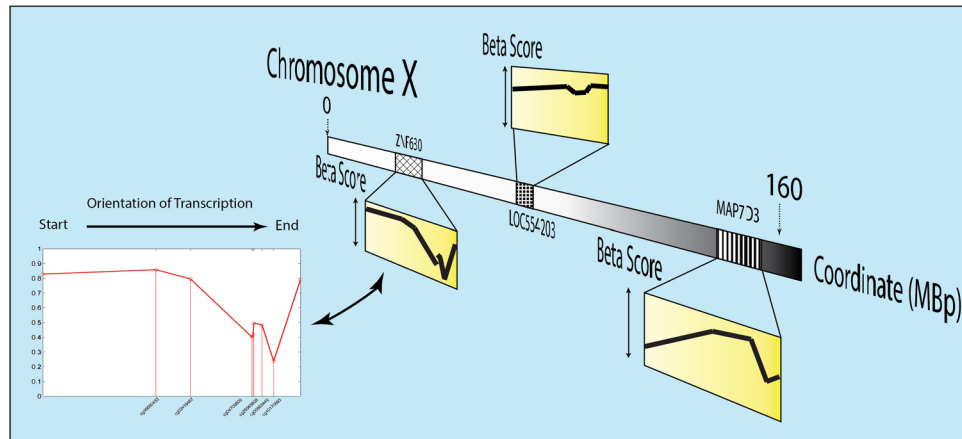 Beta Score
Chromosome X
0
ZNF630
Beta Score
160
MAP7D3
LOC554203
Orientation of Transcription
Start
End
Beta Score
Coordinate (MBp)
1
0.9
0.8
0.7
0.6
0.5
0.4
0.3
0.2
0.1
0